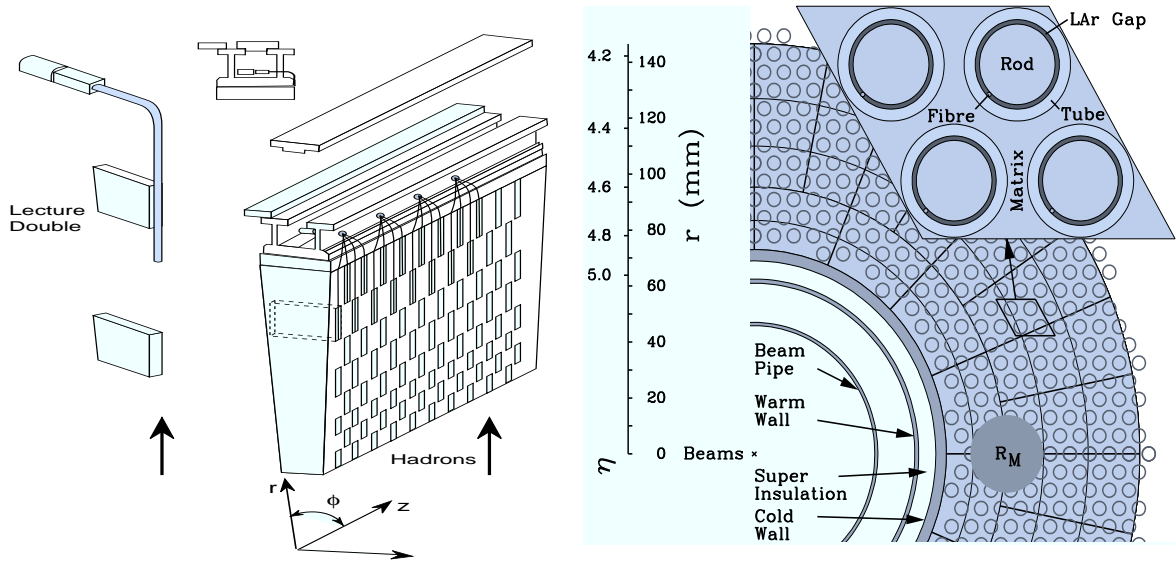 Lecture
Double
Hadrons
r
ϕ
z
4.2
4.4
4.6
4.8
5.0
η
140
120
100
80
60
40
20
0
r (mm)
Beams
Beam
Pipe
Warm
Wall
Super
Insulation
Cold
Wall
LAr Gap
Rod
Fibre
Tube
Matrix
R_M